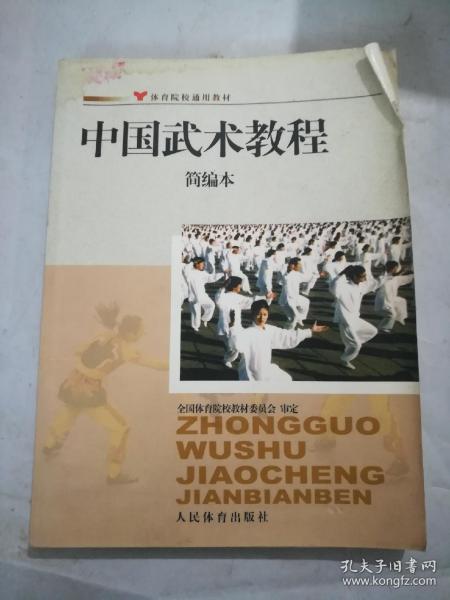 体育院校通用教材
中国武术教程
简编本
全国体育院校教材委员会 审定
ZHONGGUO
WUSHU
JIAOCHENG
JIANBIANBEN
人民体育出版社
孔夫子旧书网
www.kongfz.com